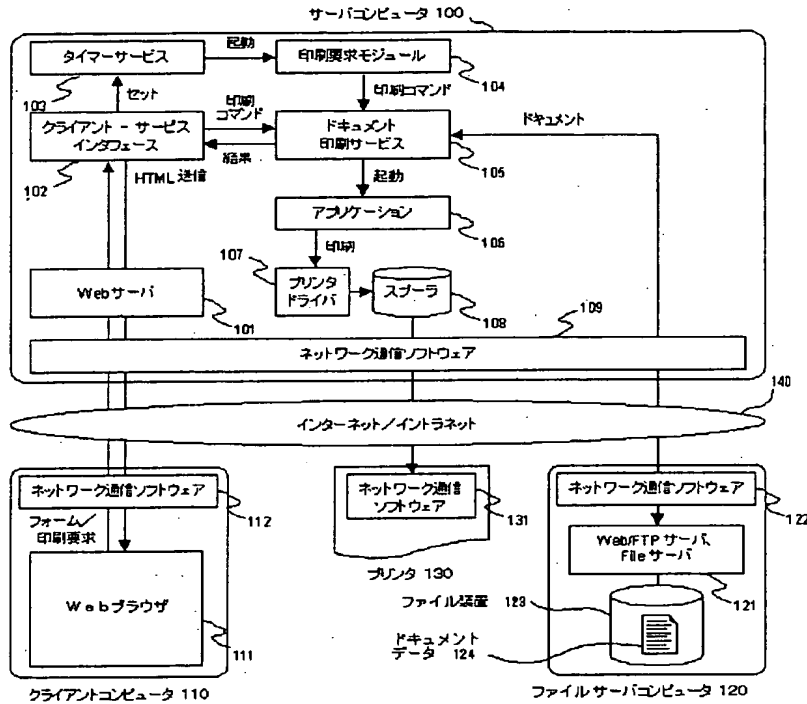 サーバコンピュータ 100
タイマーサービス
起動
印刷要求モジュール
103
セット
104
印刷
コマンド
印刷コマンド
クライアント - サービス
インタフェース
ドキュメント
印刷サービス
ドキュメント
結果
102
HTML 送信
105
起動
アプリケーション
106
印刷
107
Webサーバ
プリンタ
ドライバ
スプーラ
101
108
109
ネットワーク通信ソフトウェア
140
インターネット/イントラネット
ネットワーク通信ソフトウェア
112
ネットワーク通信
ソフトウェア
131
ネットワーク通信ソフトウェア
122
フォーム/
印刷要求
Web/FTP サーバ、
File サーバ
プリンタ 130
121
Webブラウザ
ファイル装置 123
ドキュメント
データ 124
111
クライアントコンピュータ 110
ファイル サーバコンピュータ 120